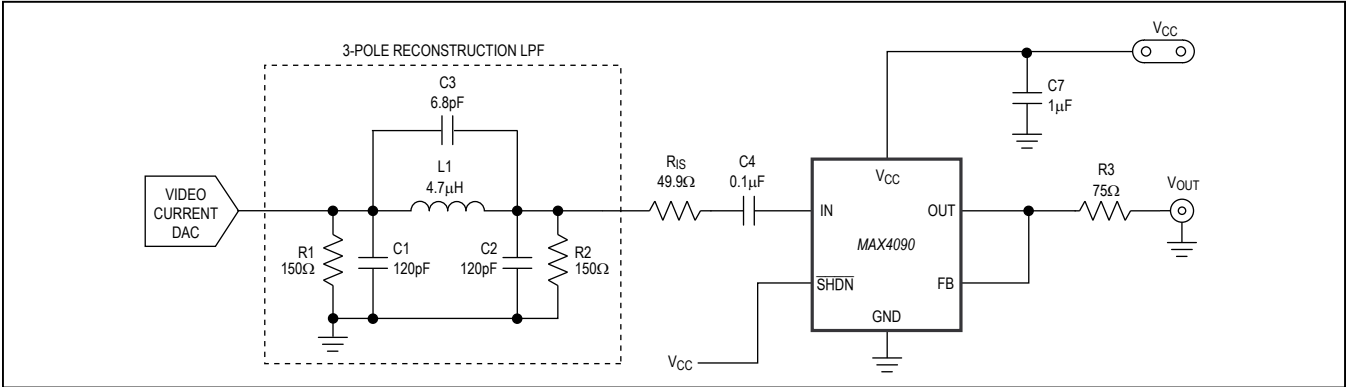 3-POLE RECONSTRUCTION LPF
VCC
C3
6.8pF
C7
1µF
L1
4.7µH
RIS
49.9Ω
C4
0.1µF
VCC
R3
75Ω
VOUT
VIDEO
CURRENT
DAC
IN
OUT
MAX4090
R1
150Ω
C1
120pF
C2
120pF
R2
150Ω
SHDN
FB
GND
VCC